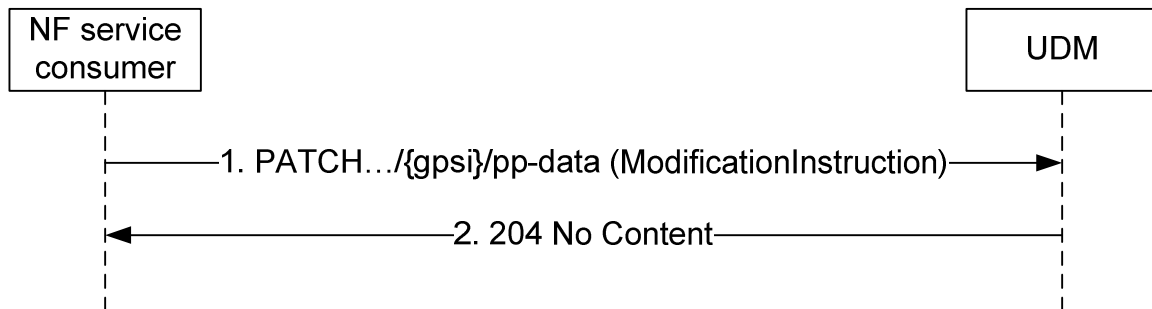 NF service
consumer
UDM
1. PATCH…/{gpsi}/pp-data (ModificationInstruction)
2. 204 No Content